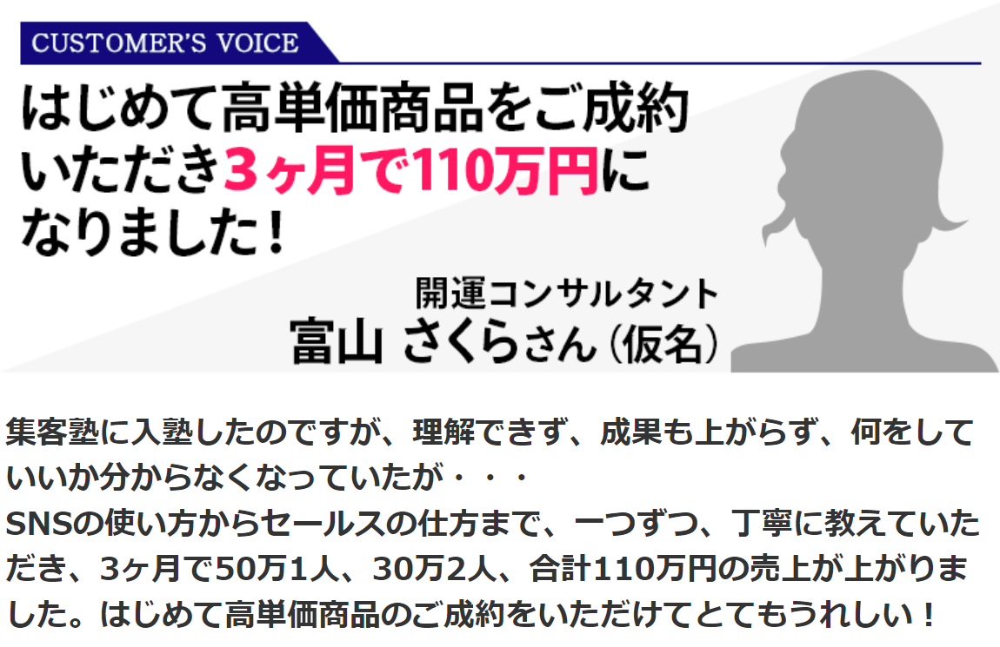 CUSTOMER'S VOICE
はじめて高単価商品をご成約
いただき３ヶ月で110万円に
なりました！
開運コンサルタント
富山 さくらさん（仮名）
集客塾に入塾したのですが、理解できず、成果も上がらず、何をして
いいか分からなくなっていたが・・・
SNSの使い方からセールスの仕方まで、一つずつ、丁寧に教えていた
だき、3ヶ月で50万1人、30万2人、合計110万円の売上が上がりま
した。はじめて高単価商品のご成約をいただけてとてもうれしい！